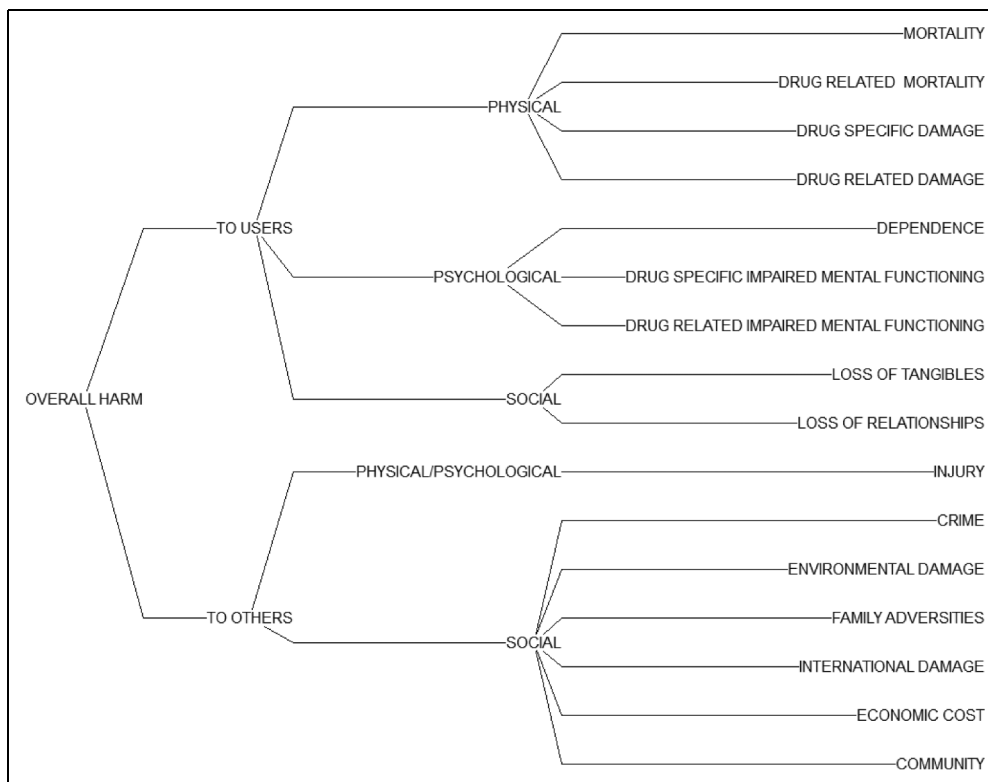 MORTALITY
DRUG RELATED MORTALITY
PHYSICAL
DRUG SPECIFIC DAMAGE
DRUG RELATED DAMAGE
TO USERS
DEPENDENCE
PSYCHOLOGICAL
DRUG SPECIFIC IMPAIRED MENTAL FUNCTIONING
DRUG RELATED IMPAIRED MENTAL FUNCTIONING
LOSS OF TANGIBLES
OVERALL HARM
SOCIAL
LOSS OF RELATIONSHIPS
PHYSICAL/PSYCHOLOGICAL
INJURY
CRIME
ENVIRONMENTAL DAMAGE
TO OTHERS
FAMILY ADVERSITIES
SOCIAL
INTERNATIONAL DAMAGE
ECONOMIC COST
COMMUNITY